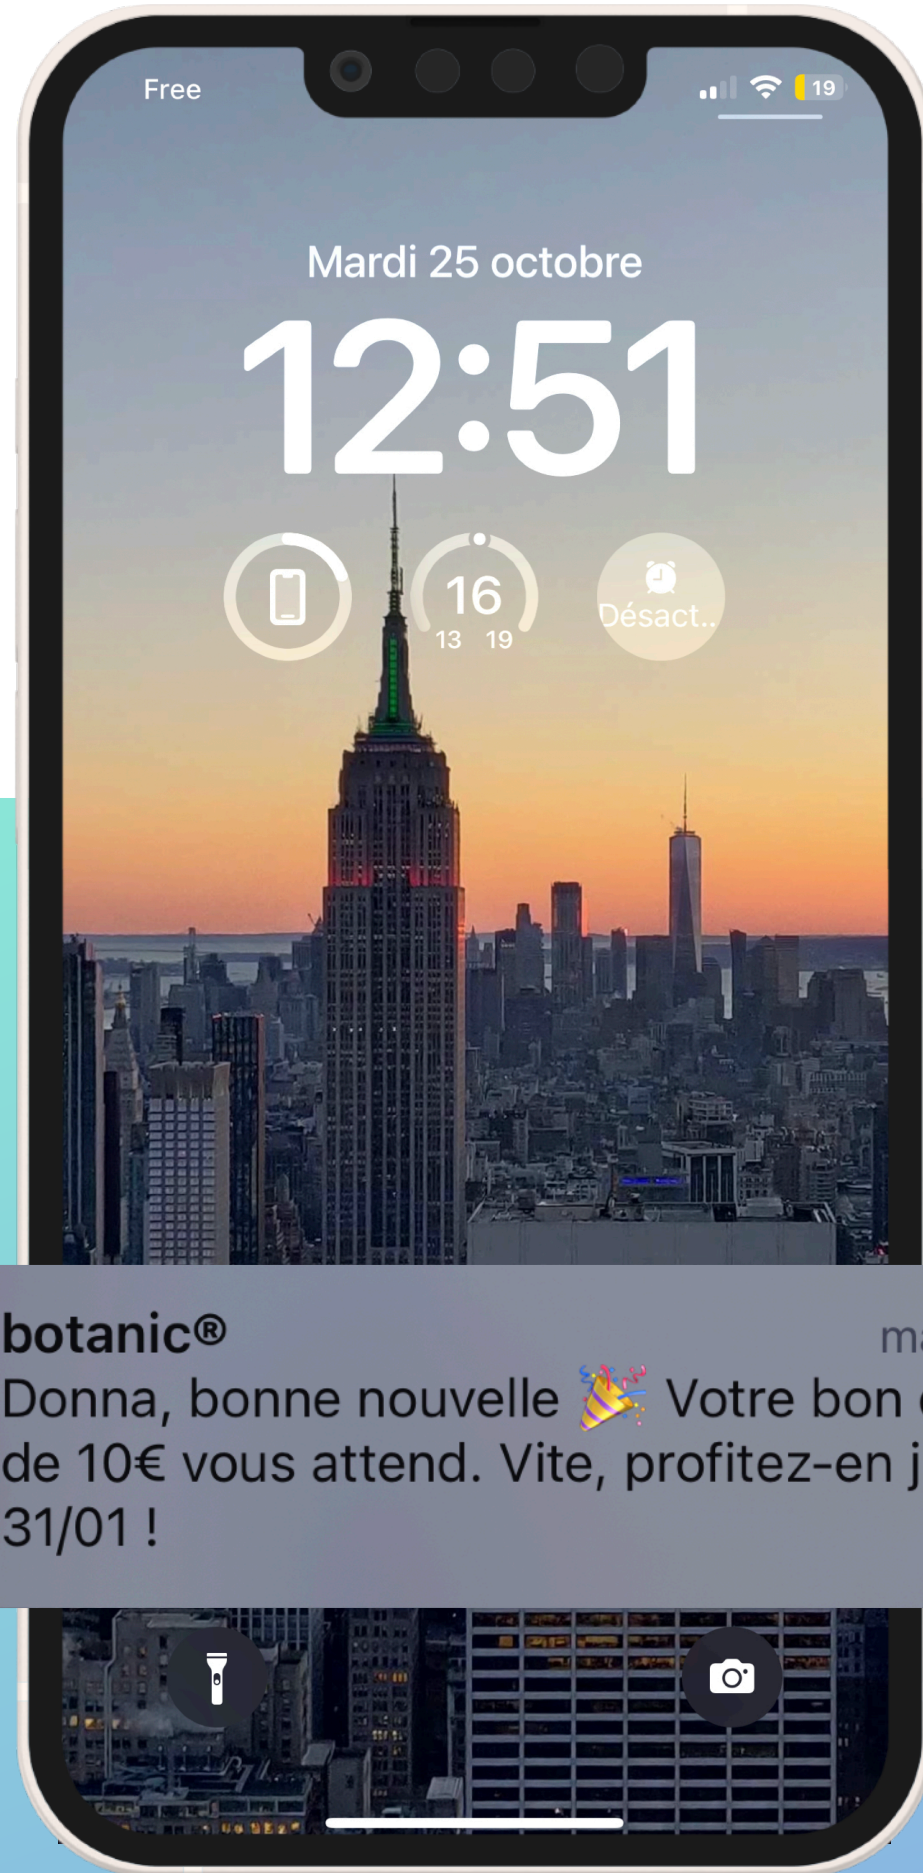 Free 19
Mardi 25 octobre
12:51
16
13 19
Désact..
botanic®
Donna, bonne nouvelle 🎉 Votre bon
de 10€ vous attend. Vite, profitez-en
31/01 !